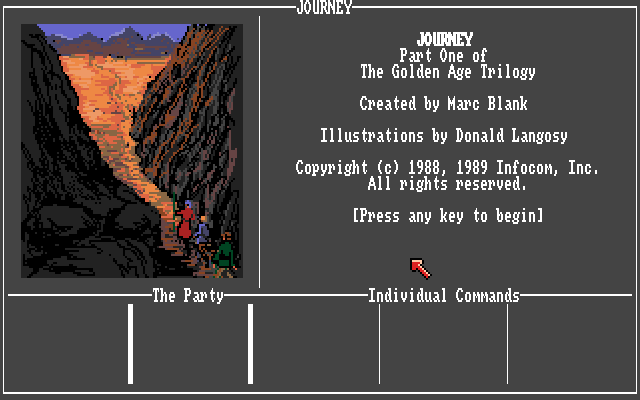 JOURNEY
JOURNEY
Part One of
The Golden Age Trilogy
Created by Marc Blank
Illustrations by Donald Langosy
Copyright (c) 1988, 1989 Infocom, Inc.
All rights reserved.
[Press any key to begin]
The Party
Individual Commands